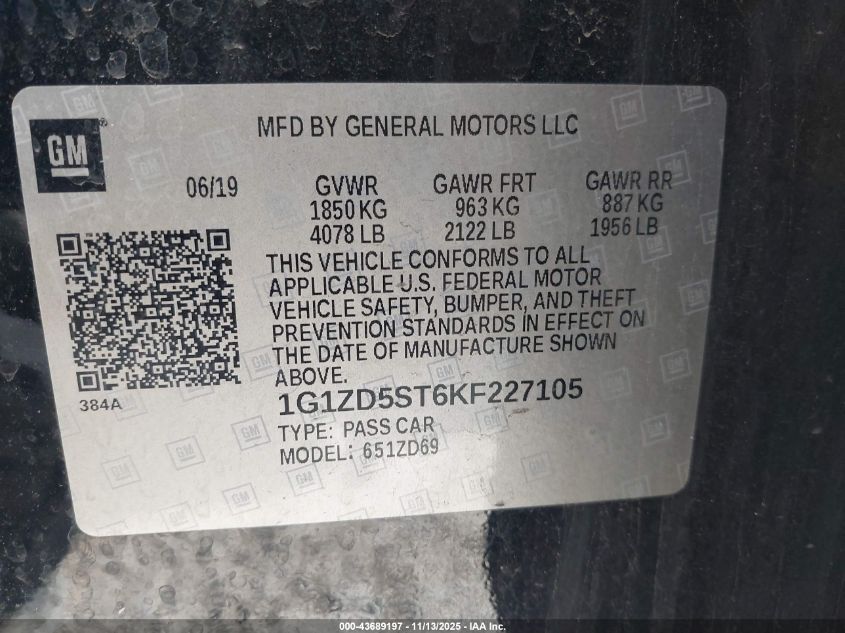 GM
MFD BY GENERAL MOTORS LLC
06/19
GVWR
1850 KG
4078 LB
GAWR FRT
963 KG
2122 LB
GAWR RR
887 KG
1956 LB
THIS VEHICLE CONFORMS TO ALL
APPLICABLE U.S. FEDERAL MOTOR
VEHICLE SAFETY, BUMPER, AND THEFT
PREVENTION STANDARDS IN EFFECT ON
THE DATE OF MANUFACTURE SHOWN
ABOVE.
384A
1G1ZD5ST6KF227105
TYPE: PASS CAR
MODEL: 651ZD69
000-43689197 - 11/13/2025 - IAA Inc.